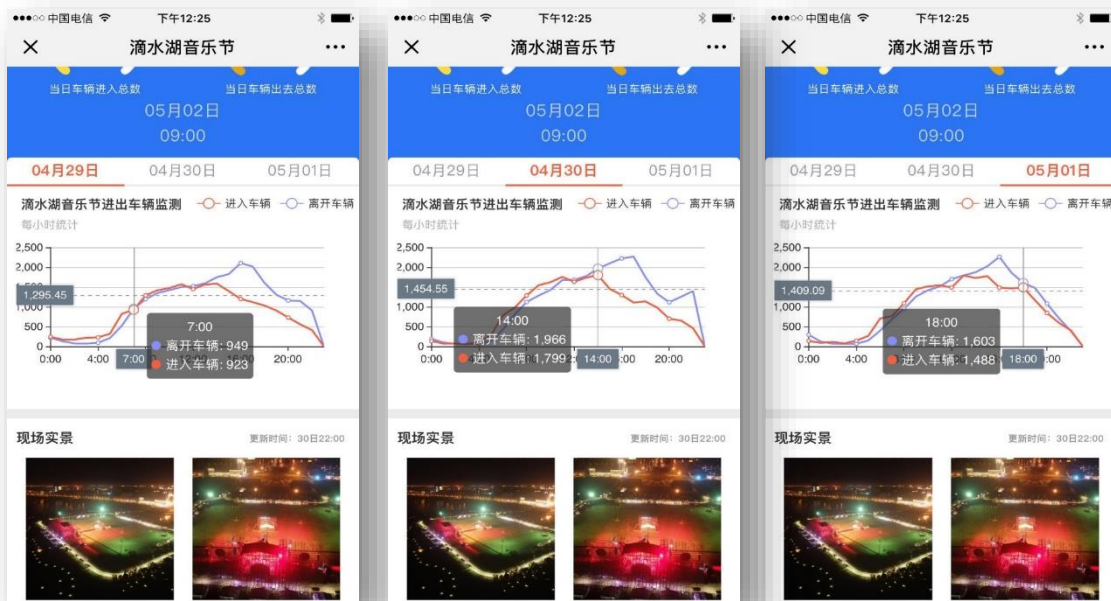 中国电信 下午12:25
滴水湖音乐节
当日车辆进入总数 当日车辆出去总数
05月02日
09:00
04月29日 04月30日 05月01日
滴水湖音乐节进出车辆监测 进入车辆 离开车辆
每小时统计
2,500
2,000
1,295.45
1,000
500
0
7:00
离开车辆: 949
进入车辆: 923
0:00 4:00 7:00 20:00
现场实景 更新时间: 30日22:00
中国电信 下午12:25
滴水湖音乐节
当日车辆进入总数 当日车辆出去总数
05月02日
09:00
04月29日 04月30日 05月01日
滴水湖音乐节进出车辆监测 进入车辆 离开车辆
每小时统计
2,500
2,000
1,454.55
1,000
500
0
14:00
离开车辆: 1,966
进入车辆: 1,799
0:00 14:00 20:00
现场实景 更新时间: 30日22:00
中国电信 下午12:25
滴水湖音乐节
当日车辆进入总数 当日车辆出去总数
05月02日
09:00
04月29日 04月30日 05月01日
滴水湖音乐节进出车辆监测 进入车辆 离开车辆
每小时统计
2,500
2,000
1,409.09
1,000
500
0
18:00
离开车辆: 1,603
进入车辆: 1,488
0:00 4:00 18:00
现场实景 更新时间: 30日22:00